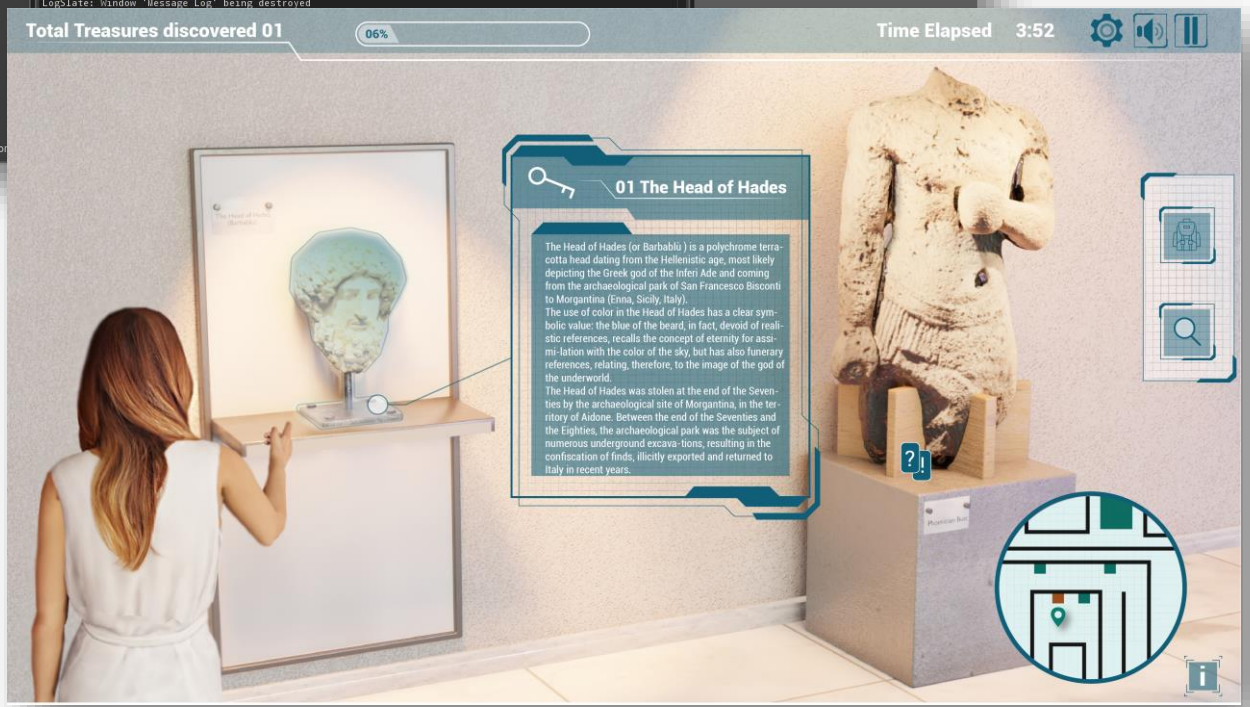 LogSlate: Window 'Message Log' being destroyed
Total Treasures discovered 01
06%
Time Elapsed 3:52
The Head of Hades
(Barbablù)
01 The Head of Hades
The Head of Hades (or Barbablù ) is a polychrome terra-
cotta head dating from the Hellenistic age, most likely
depicting the Greek god of the Inferi Ade and coming
from the archaeological park of San Francesco Bisconti
to Morgantina (Enna, Sicily, Italy).
The use of color in the Head of Hades has a clear sym-
bolic value: the blue of the beard, in fact, devoid of reali-
stic references, recalls the concept of eternity for assi-
mi-lation with the color of the sky, but has also funerary
references, relating, therefore, to the image of the god of
the underworld.
The Head of Hades was stolen at the end of the Seven-
ties by the archaeological site of Morgantina, in the ter-
ritory of Aidone. Between the end of the Seventies and
the Eighties, the archaeological park was the subject of
numerous underground excava-tions, resulting in the
confiscation of finds, illicitly exported and returned to
Italy in recent years.
?!
Phoenician Bust
i